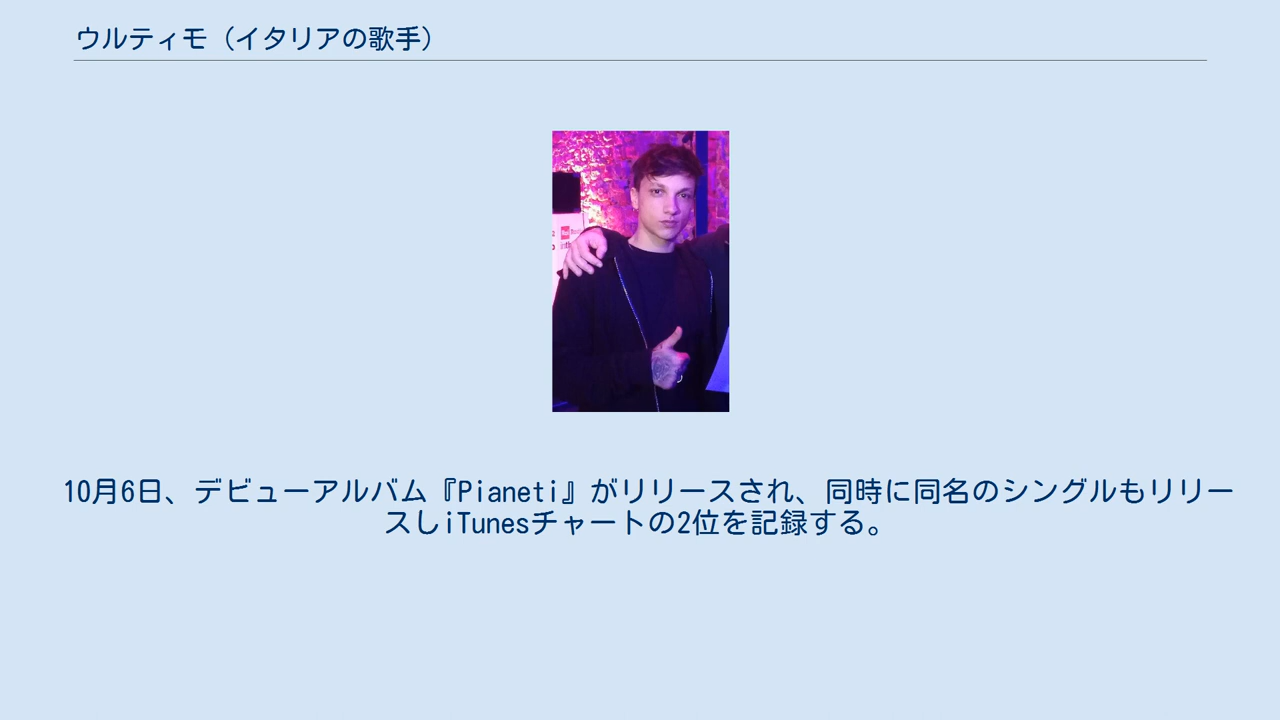 ウルティモ（イタリアの歌手）
10月6日、デビューアルバム『Pianeti』がリリースされ、同時に同名のシングルもリリー
スしiTunesチャートの2位を記録する。